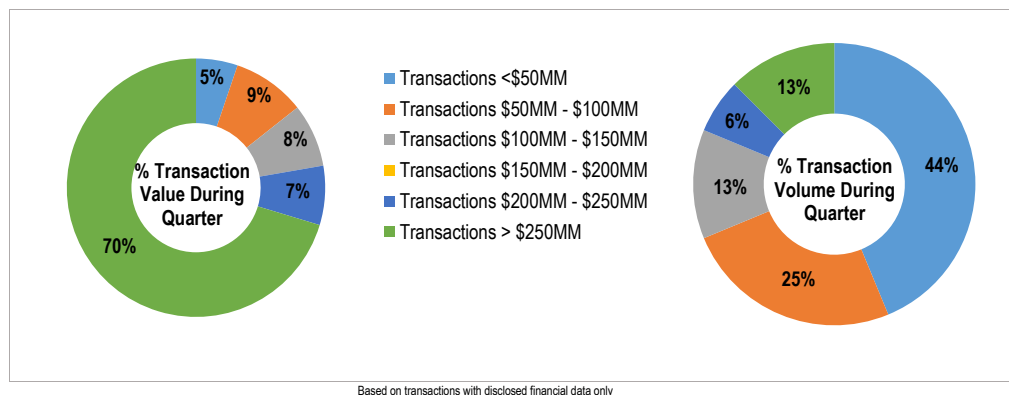 5%
9%
8%
7%
70%
% Transaction
Value During
Quarter
Transactions <$50MM
Transactions $50MM - $100MM
Transactions $100MM - $150MM
Transactions $150MM - $200MM
Transactions $200MM - $250MM
Transactions > $250MM
13%
6%
44%
13%
25%
% Transaction
Volume During
Quarter
Based on transactions with disclosed financial data only